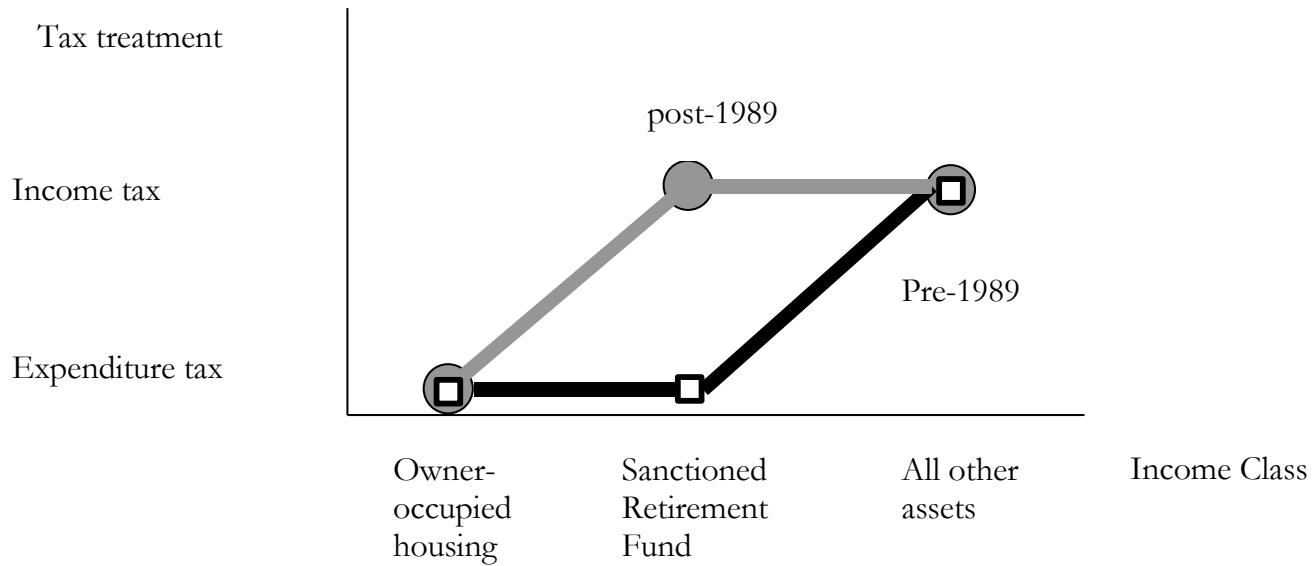 Tax treatment
post-1989
Income tax
Pre-1989
Expenditure tax
Owner-
occupied
housing
Sanctioned
Retirement
Fund
All other
assets
Income Class